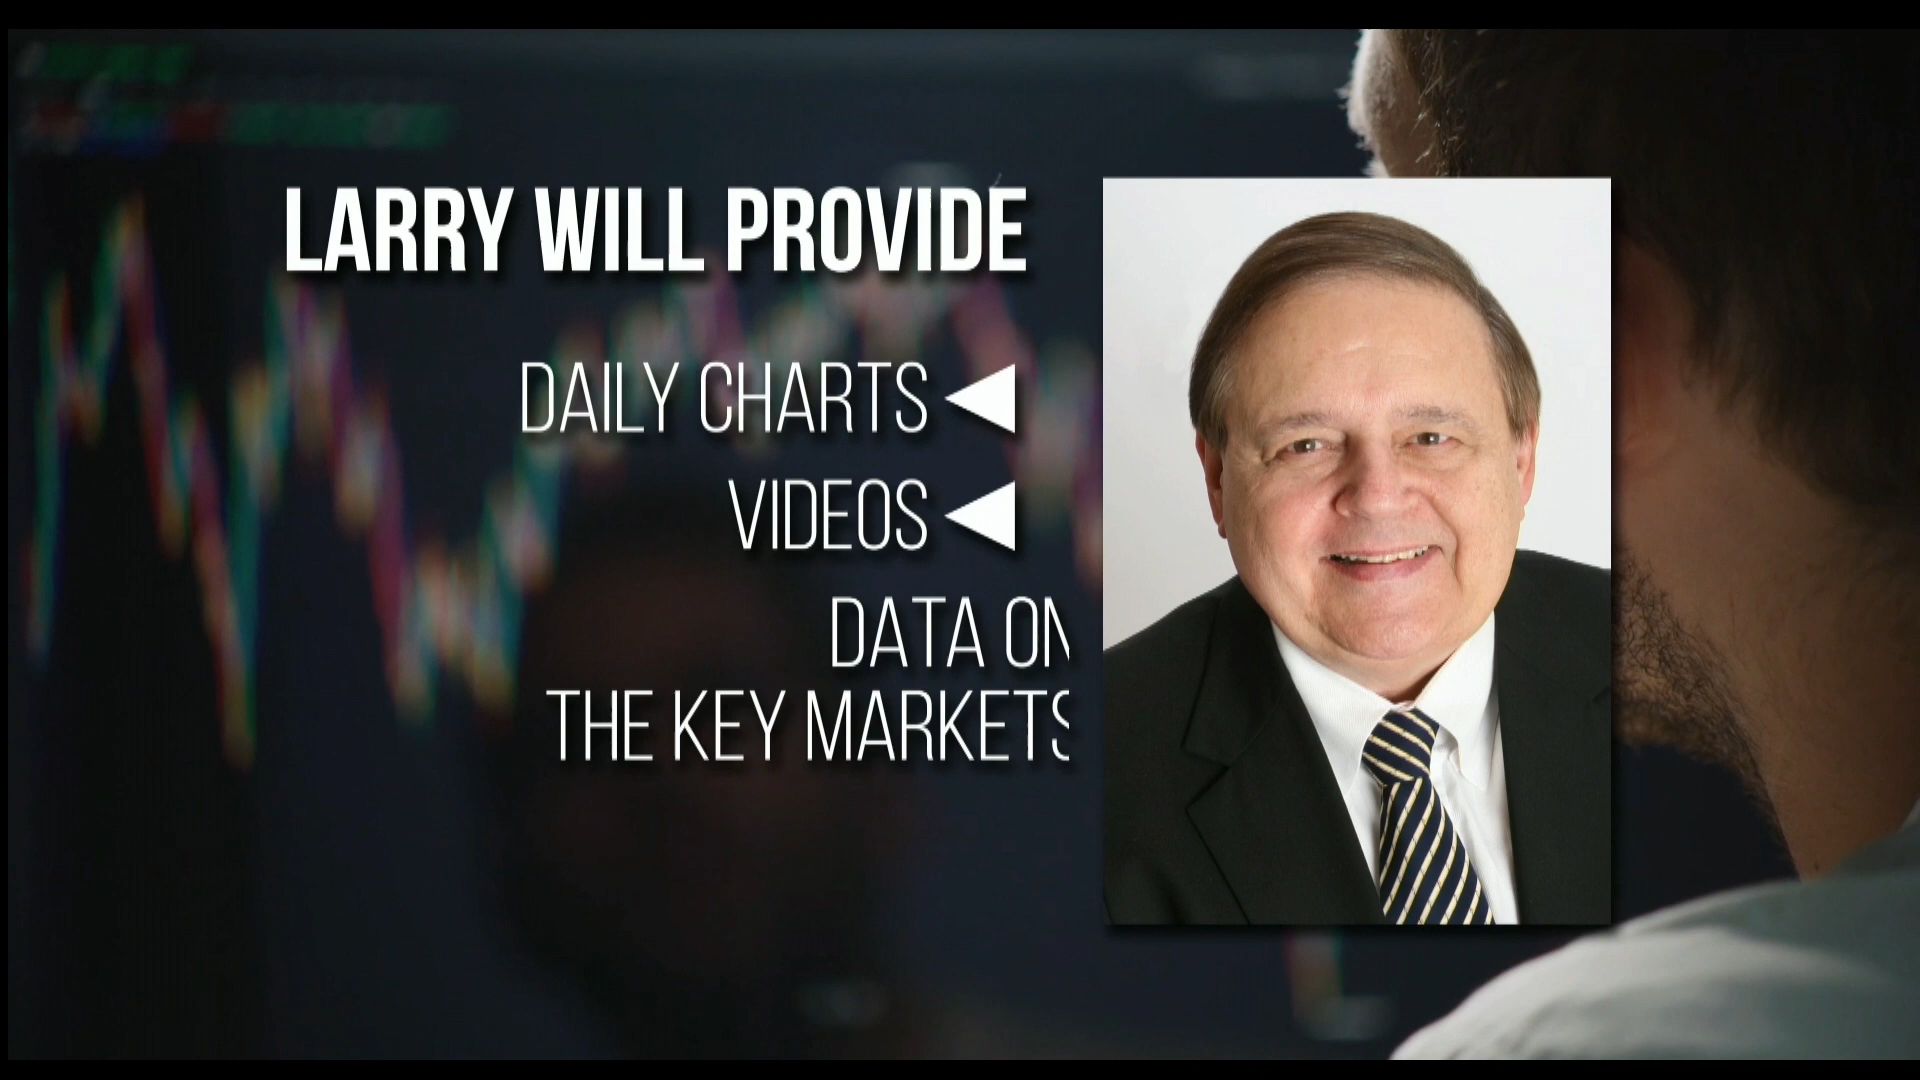 LARRY WILL PROVIDE
DAILY CHARTS
VIDEOS
DATA ON
THE KEY MARKETS